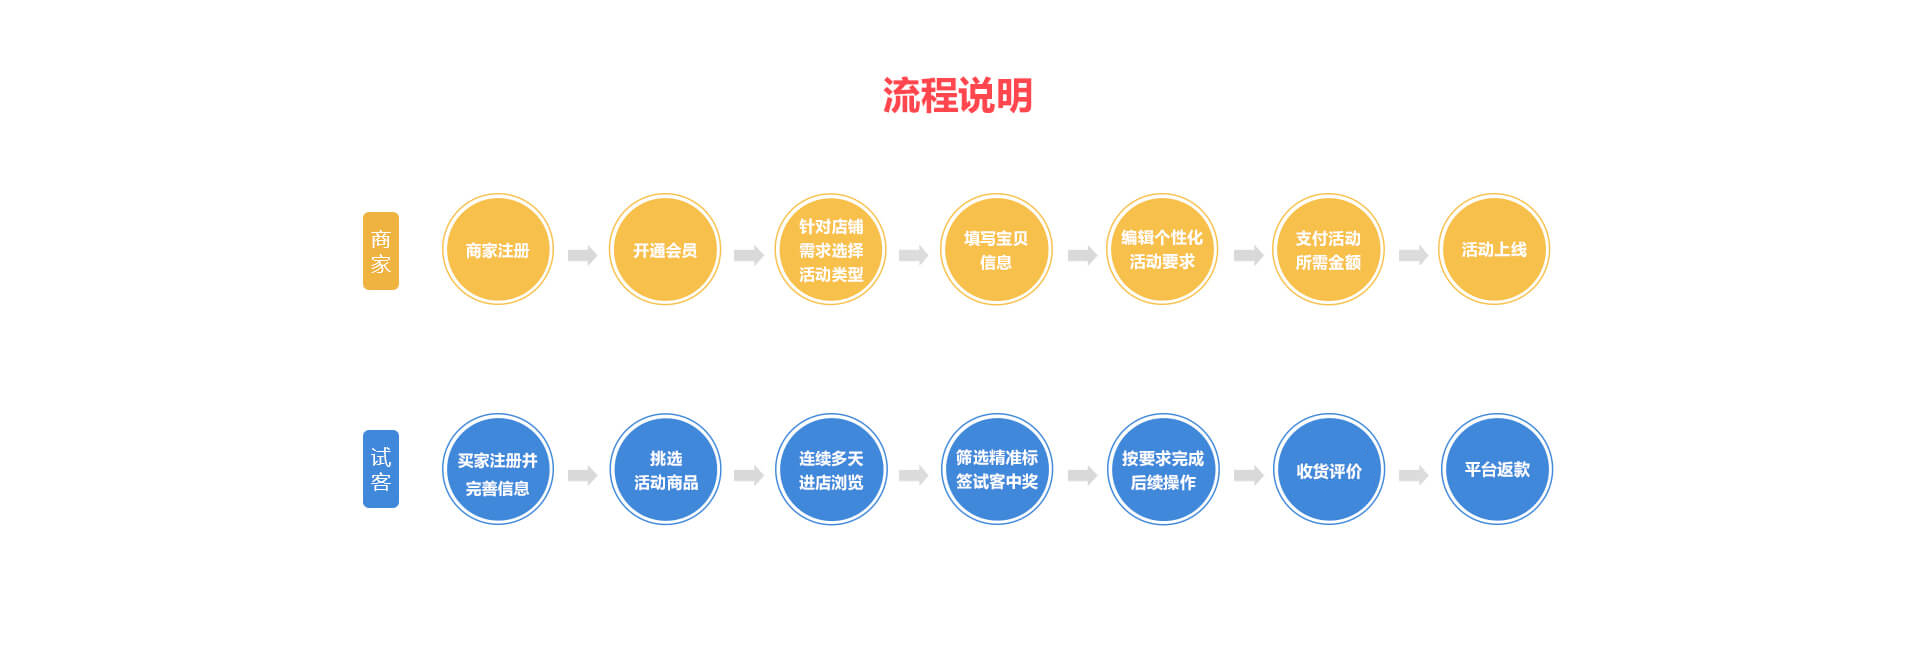 流程说明
商
家
商家注册
开通会员
针对店铺
需求选择
活动类型
填写宝贝
信息
编辑个性化
活动要求
支付活动
所需金额
活动上线
试
客
买家注册并
完善信息
挑选
活动商品
连续多天
进店浏览
筛选精准标
签试客中奖
按要求完成
后续操作
收货评价
平台返款